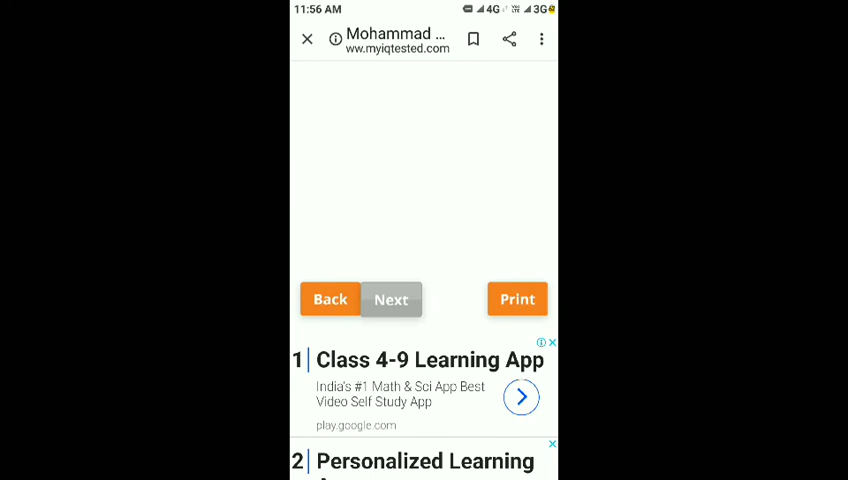 11:56 AM 4G 3G
Mohammad ...
ww.myiqtested.com
Back Next Print
1 Class 4-9 Learning App
India's #1 Math & Sci App Best
Video Self Study App
play.google.com
2 Personalized Learning